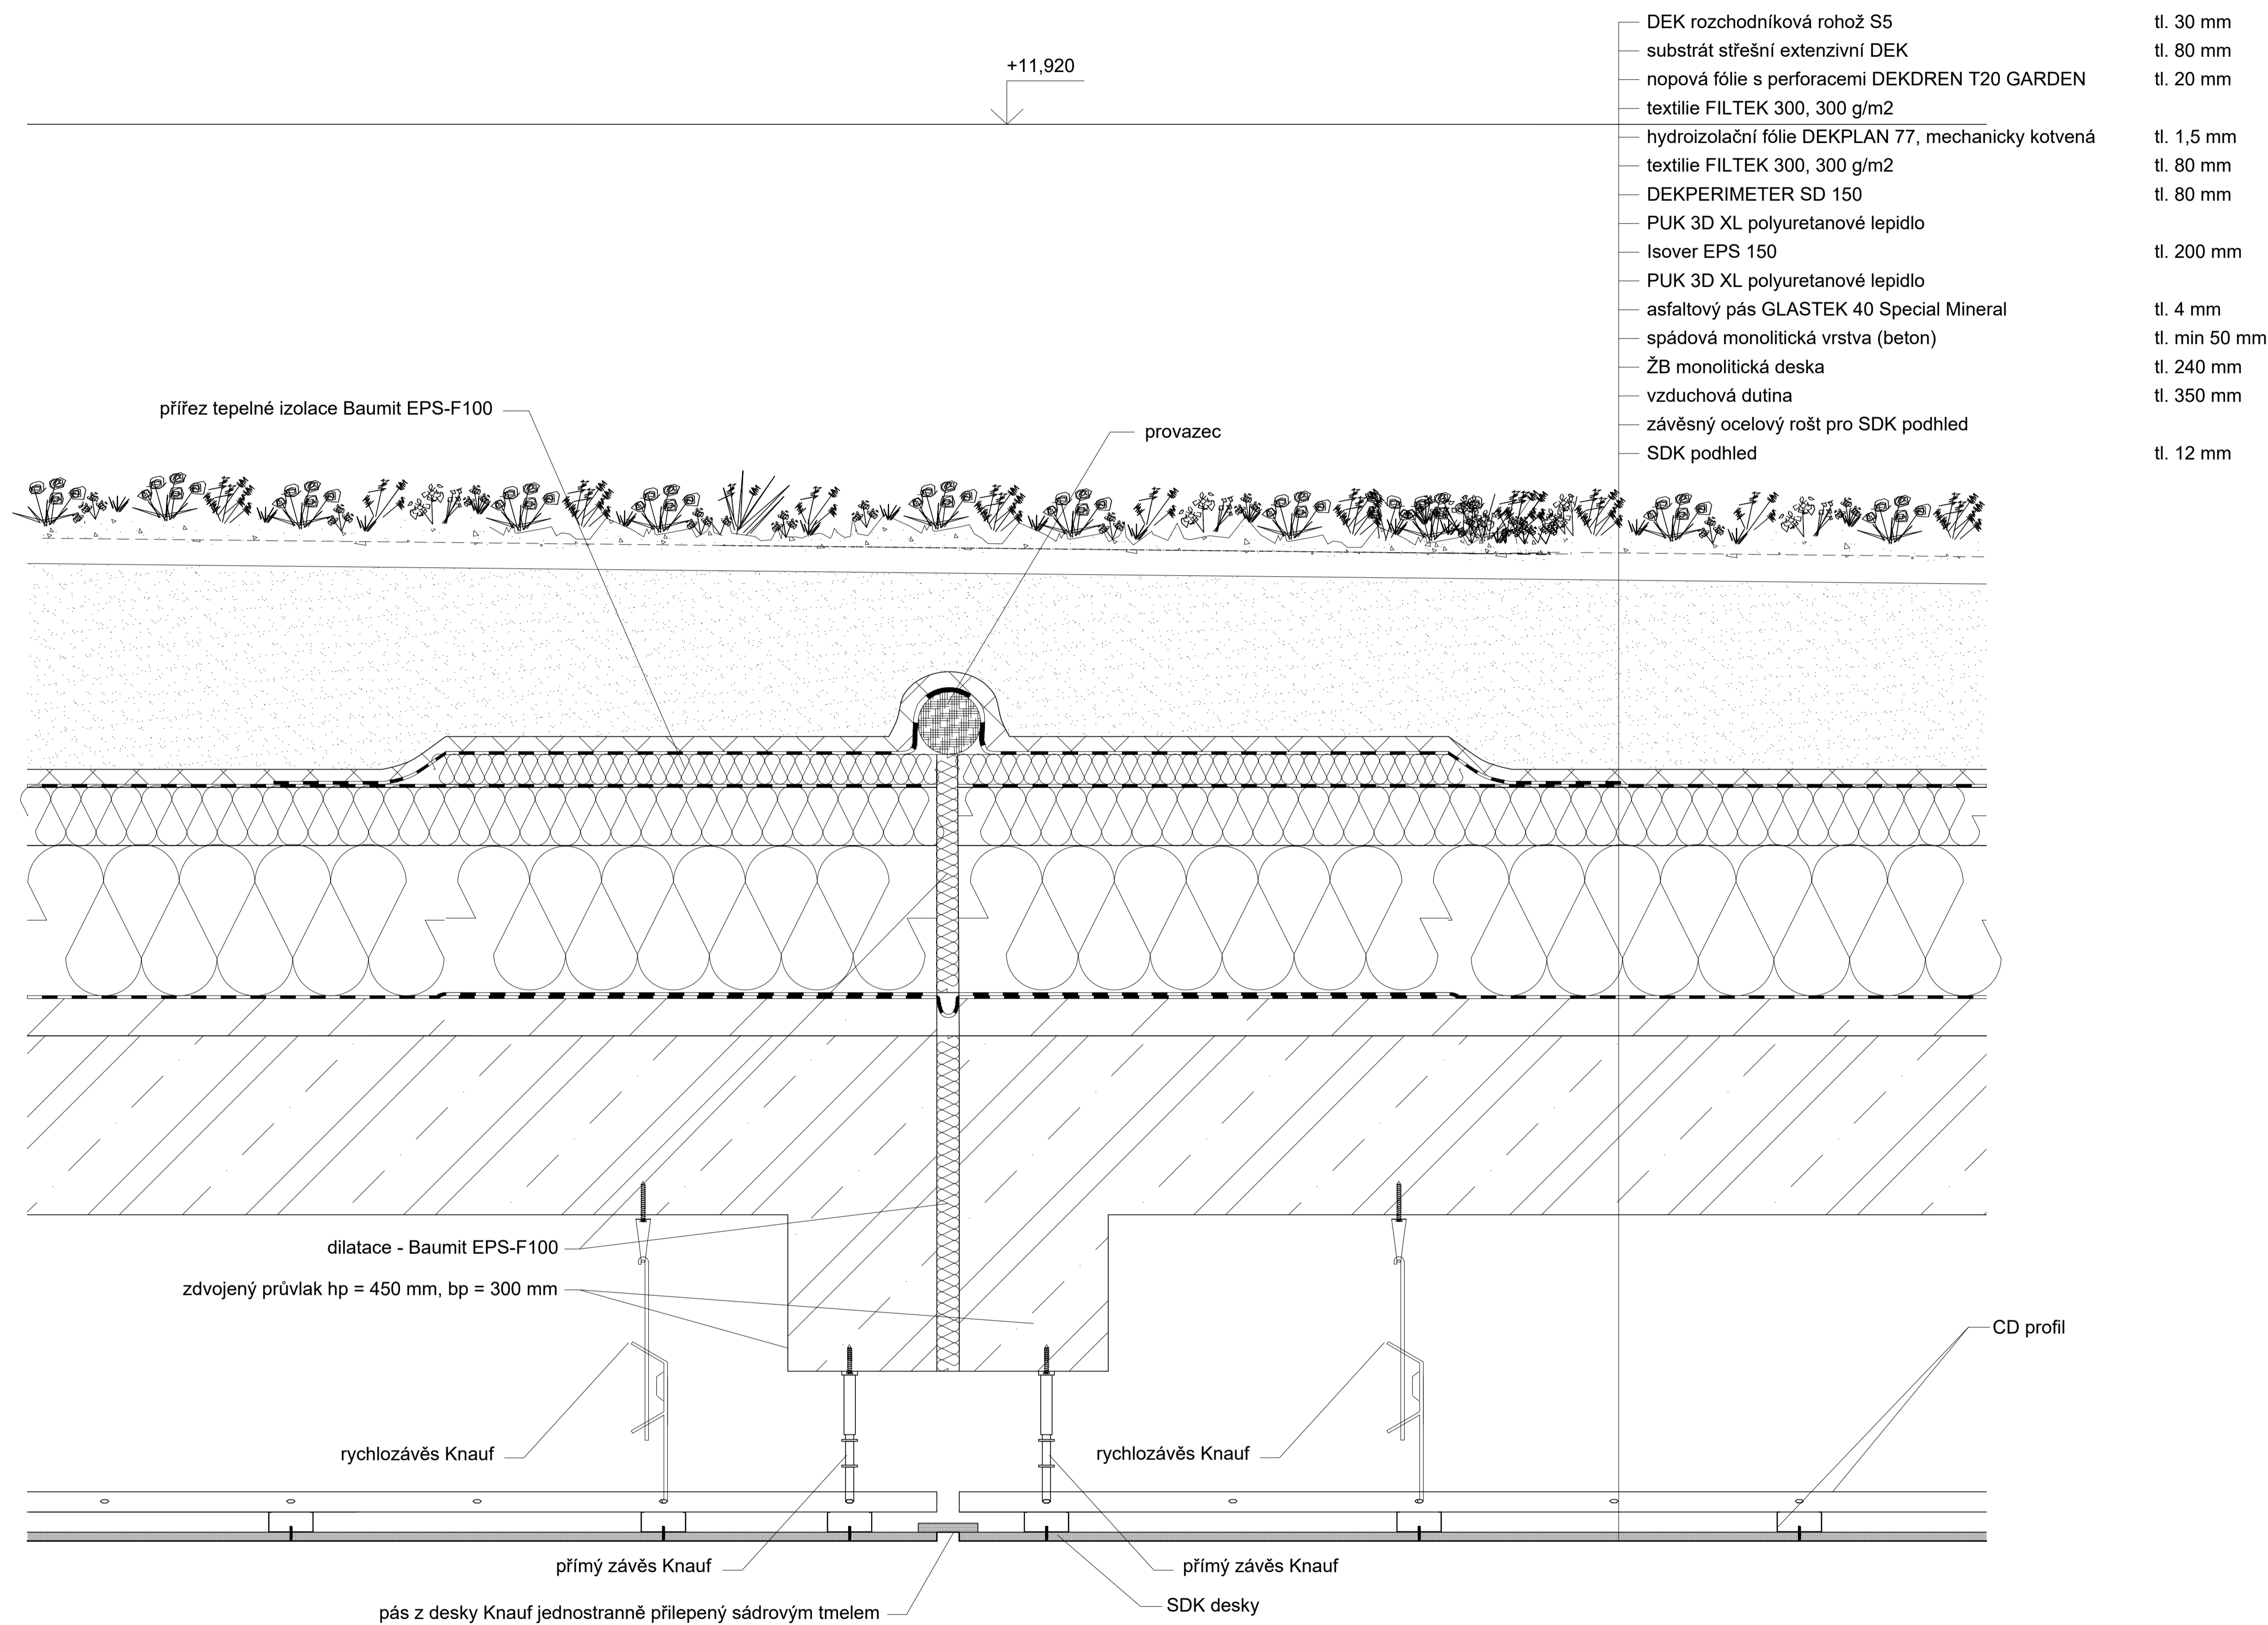 DEK rozchodníková rohož S5 tl. 30 mm
substrát střešní extenzivní DEK tl. 80 mm
+11,920
nopová fólie s perforacemi DEKDREN T20 GARDEN tl. 20 mm
textilie FILTEK 300, 300 g/m2
hydroizolační fólie DEKPLAN 77, mechanicky kotvená tl. 1,5 mm
textilie FILTEK 300, 300 g/m2 tl. 80 mm
DEKPERIMETER SD 150 tl. 80 mm
PUK 3D XL polyuretanové lepidlo
Isover EPS 150 tl. 200 mm
PUK 3D XL polyuretanové lepidlo
asfaltový pás GLASTEK 40 Special Mineral tl. 4 mm
spádová monolitická vrstva (beton) tl. min 50 mm
ŽB monolitická deska tl. 240 mm
vzduchová dutina tl. 350 mm
závěsný ocelový rošt pro SDK podhled
SDK podhled tl. 12 mm
přířez tepelné izolace Baumit EPS-F100
provazec
dilatace - Baumit EPS-F100
zdvojený průvlak hp = 450 mm, bp = 300 mm
CD profil
rychlozávěs Knauf
rychlozávěs Knauf
přímý závěs Knauf
přímý závěs Knauf
SDK desky
pás z desky Knauf jednostranně přilepený sádrovým tmelem